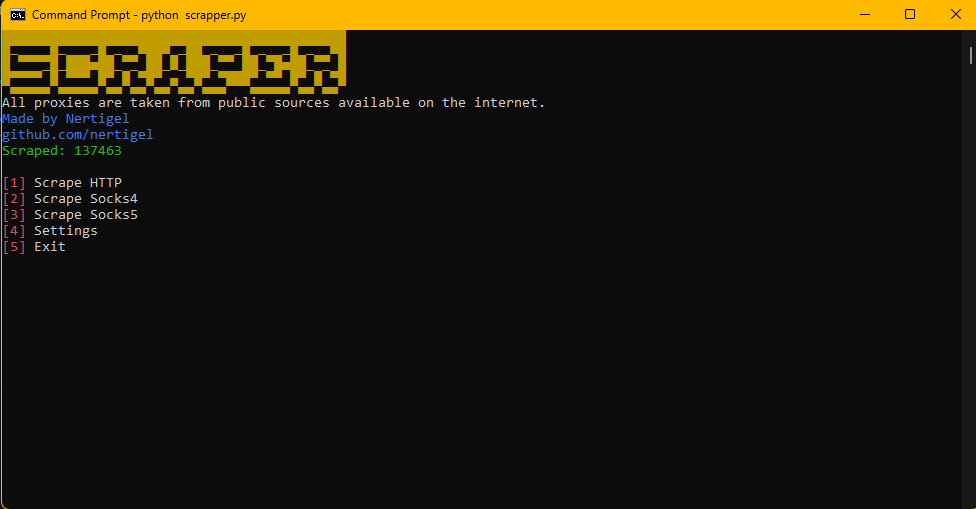 Command Prompt - python  scrapper.py
SCRAPER
All proxies are taken from public sources available on the internet.
Made by Nertigel
github.com/nertigel
Scraped: 137463
[1] Scrape HTTP
[2] Scrape Socks4
[3] Scrape Socks5
[4] Settings
[5] Exit